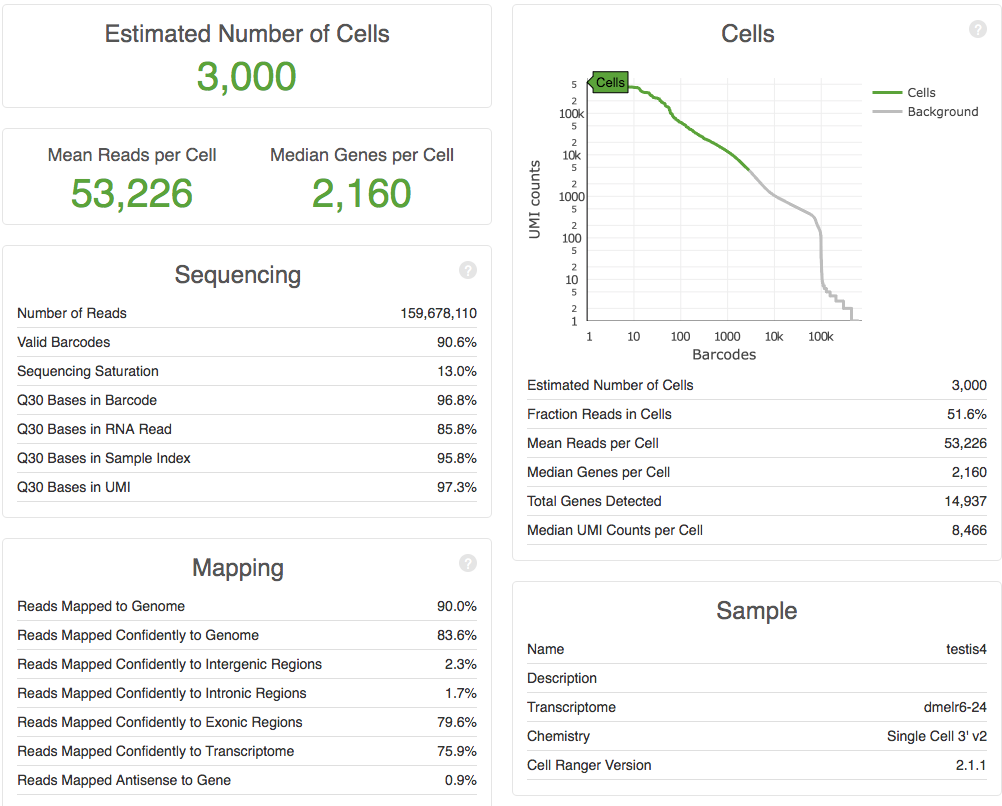 Estimated Number of Cells
3,000
Mean Reads per Cell Median Genes per Cell
53,226 2,160
Sequencing ?
Number of Reads 159,678,110
Valid Barcodes 90.6%
Sequencing Saturation 13.0%
Q30 Bases in Barcode 96.8%
Q30 Bases in RNA Read 85.8%
Q30 Bases in Sample Index 95.8%
Q30 Bases in UMI 97.3%
Mapping ?
Reads Mapped to Genome 90.0%
Reads Mapped Confidently to Genome 83.6%
Reads Mapped Confidently to Intergenic Regions 2.3%
Reads Mapped Confidently to Intronic Regions 1.7%
Reads Mapped Confidently to Exonic Regions 79.6%
Reads Mapped Confidently to Transcriptome 75.9%
Reads Mapped Antisense to Gene 0.9%
Cells ?
Cells
Cells
Background
UMI counts
5
2
100k
5
2
10k
5
2
1000
5
2
100
5
2
10
5
2
1
1 10 100 1000 10k 100k
Barcodes
Estimated Number of Cells 3,000
Fraction Reads in Cells 51.6%
Mean Reads per Cell 53,226
Median Genes per Cell 2,160
Total Genes Detected 14,937
Median UMI Counts per Cell 8,466
Sample
Name testis4
Description
Transcriptome dmelr6-24
Chemistry Single Cell 3' v2
Cell Ranger Version 2.1.1